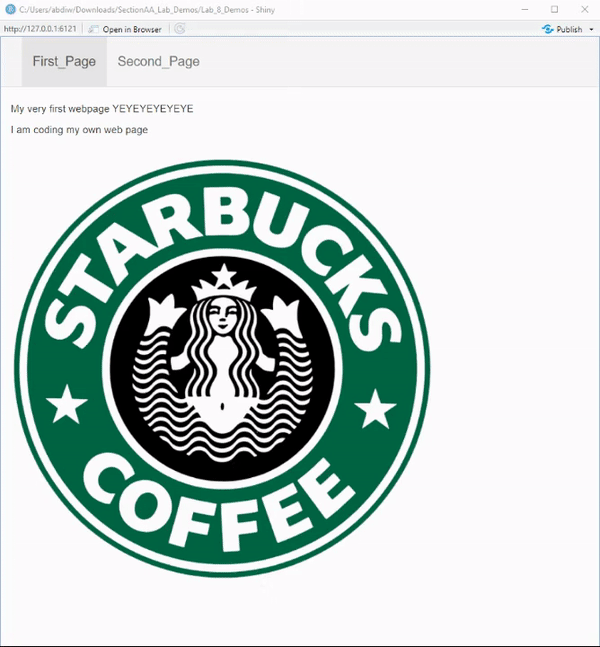 C:/Users/abdiw/Downloads/SectionAA_Lab_Demos/Lab_8_Demos - Shiny
http://127.0.0.1:6121 Open in Browser Publish
First_Page Second_Page
My very first webpage YEYEYEYEYEYE
I am coding my own web page
STARBUCKS
COFFEE